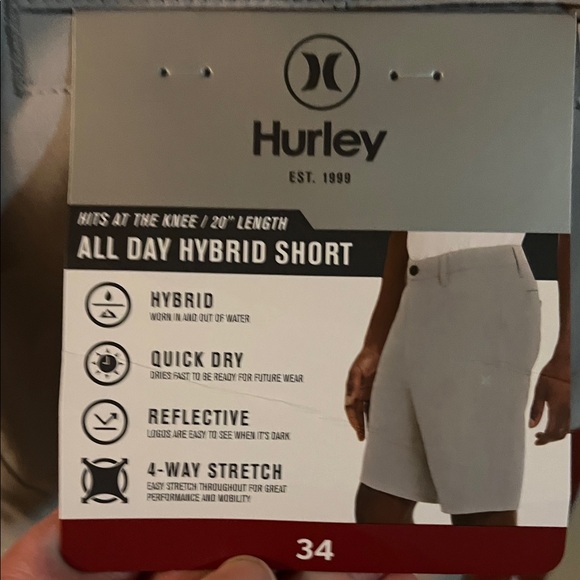 Hurley
EST. 1999
HITS AT THE KNEE / 20" LENGTH
ALL DAY HYBRID SHORT
HYBRID
WORN IN AND OUT OF WATER
QUICK DRY
DRIES FAST TO BE READY FOR FUTURE WEAR
REFLECTIVE
LOGOS ARE EASY TO SEE WHEN IT'S DARK
4-WAY STRETCH
EASY STRETCH THROUGHOUT FOR GREAT
PERFORMANCE AND MOBILITY
34